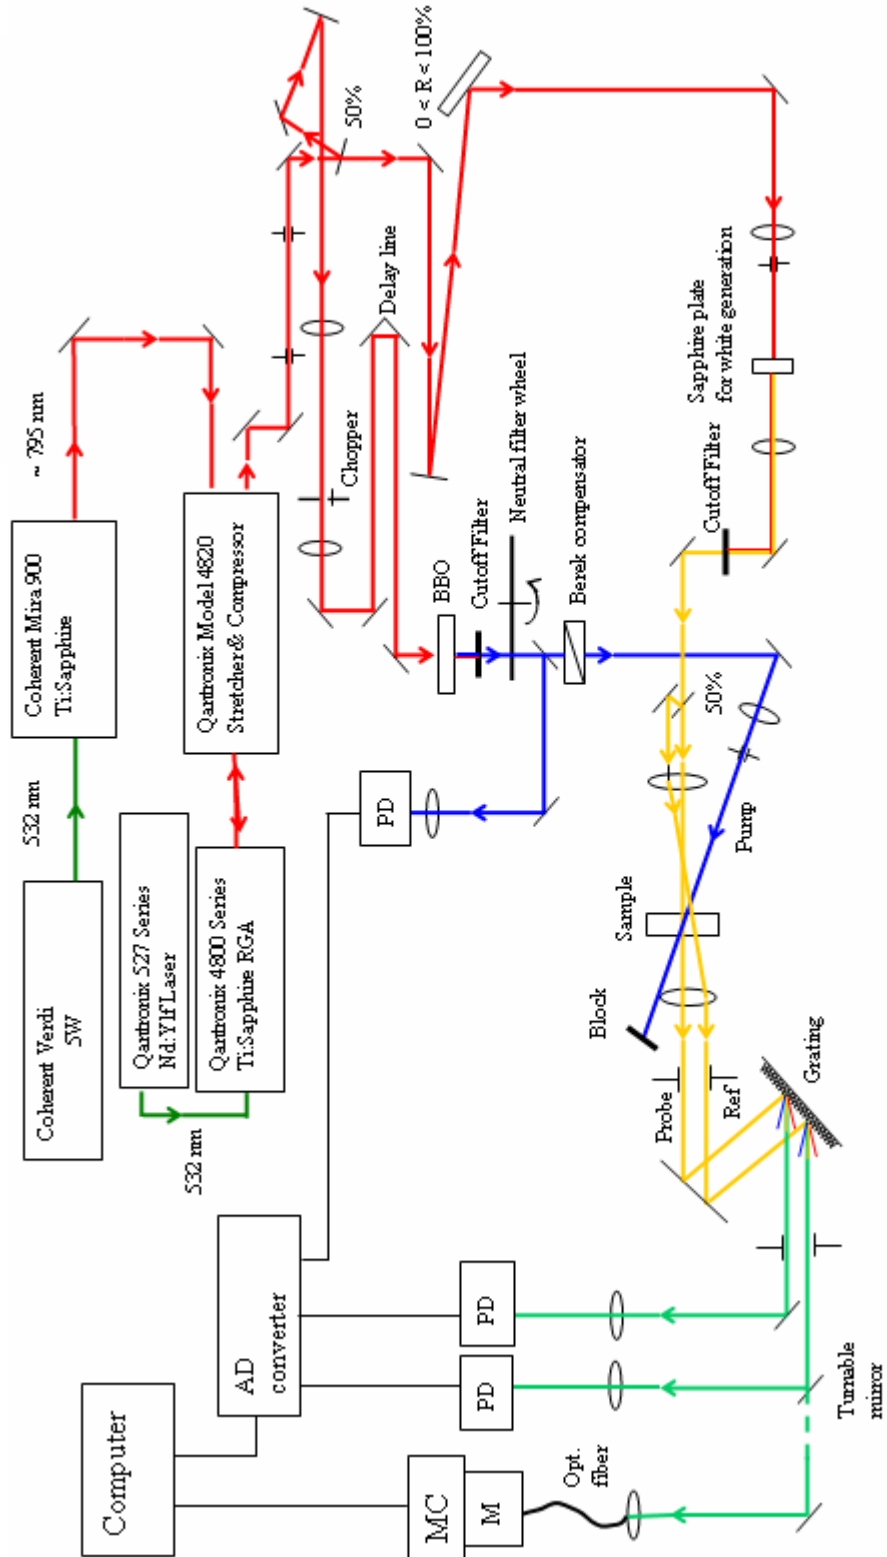 Coherent Verdi
5W
532 nm
Coherent Mira 900
Ti:Sapphire
~ 795 nm
Qantronix 527 Series
Nd:Ylf Laser
532 nm
Qantronix 4800 Series
Ti:Sapphire RGA
Qantronix Model 4820
Stretcher & Compressor
50%
0 < R < 100%
Delay line
Chopper
Computer
AD
converter
PD
BBO
Cutoff Filter
Neutral filter wheel
Berek compensator
Sapphire plate
for white generation
Cutoff Filter
50%
MC
M
Opt.
fiber
PD
PD
Block
Sample
Pump
Probe
Ref
Grating
Turnable
mirror